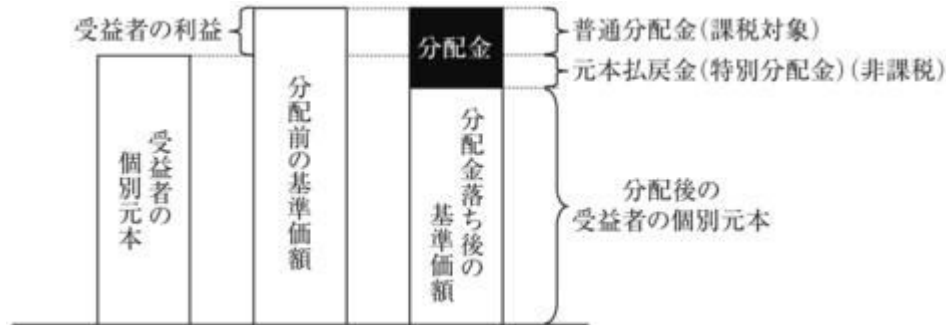 受益者の利益
分配金
普通分配金(課税対象)
元本払戻金(特別分配金)(非課税)
受益者の
個別元本
分配前の基準価額
分配金落ち後の
基準価額
分配後の
受益者の個別元本